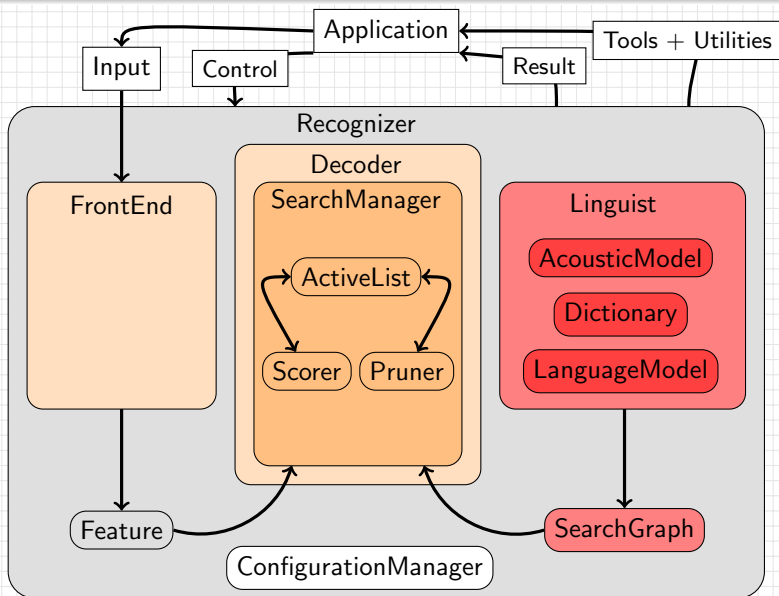 Application
Tools + Utilities
Input
Control
Result
Recognizer
Decoder
FrontEnd
SearchManager
Linguist
ActiveList
AcousticModel
Dictionary
Scorer
Pruner
LanguageModel
Feature
SearchGraph
ConfigurationManager